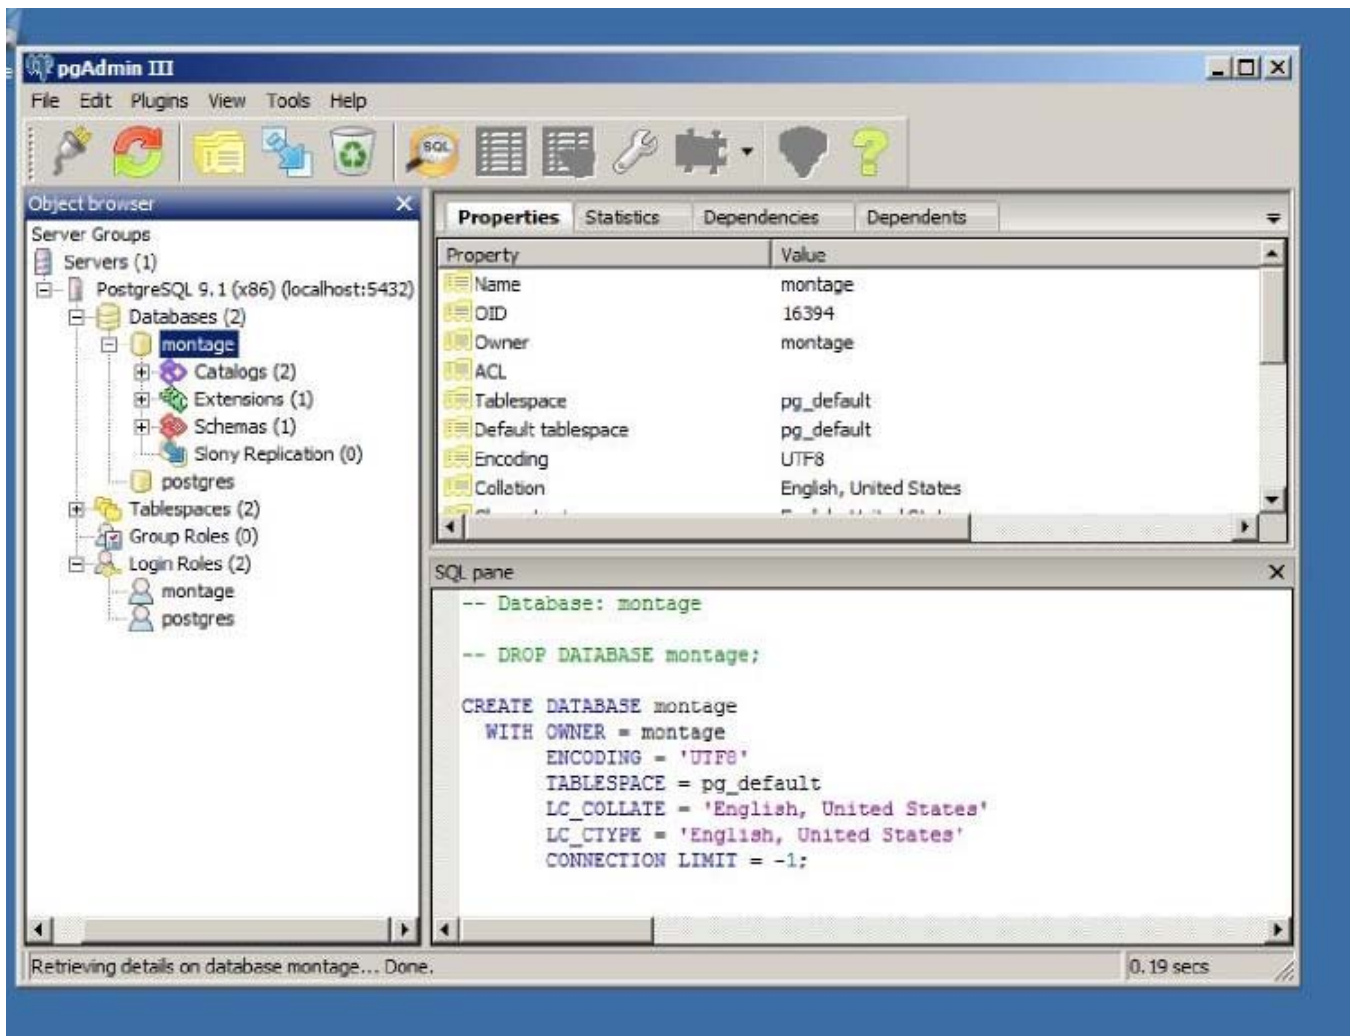 pgAdmin III
File Edit Plugins View Tools Help
SQL
Object browser
Server Groups
Servers (1)
PostgreSQL 9.1 (x86) (localhost:5432)
Databases (2)
montage
Catalogs (2)
Extensions (1)
Schemas (1)
Slony Replication (0)
postgres
Tablespaces (2)
Group Roles (0)
Login Roles (2)
montage
postgres
Properties Statistics Dependencies Dependents
Property Value
Name montage
OID 16394
Owner montage
ACL
Tablespace pg_default
Default tablespace pg_default
Encoding UTF8
Collation English, United States
SQL pane
-- Database: montage
-- DROP DATABASE montage;
CREATE DATABASE montage
WITH OWNER = montage
ENCODING = 'UTF8'
TABLESPACE = pg_default
LC_COLLATE = 'English, United States'
LC_CTYPE = 'English, United States'
CONNECTION LIMIT = -1;
Retrieving details on database montage... Done. 0.19 secs